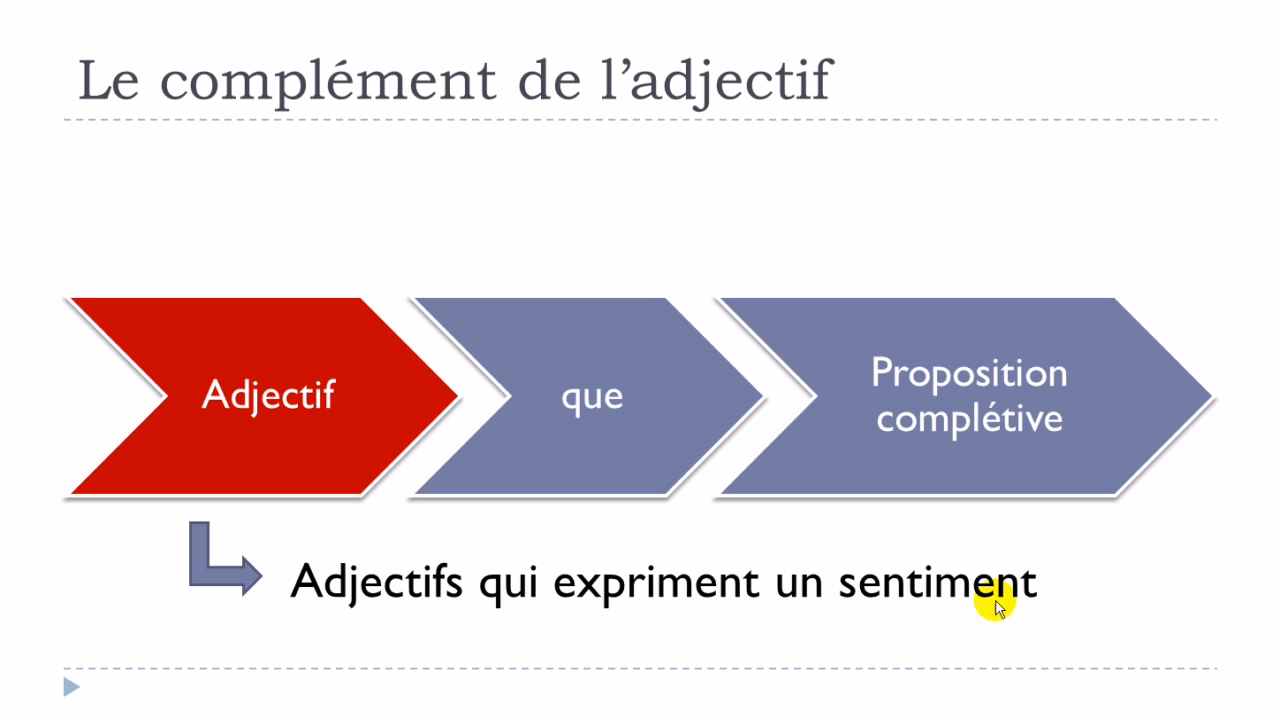 Le complément de l’adjectif
Adjectif
que
Proposition
complétive
Adjectifs qui expriment un sentiment